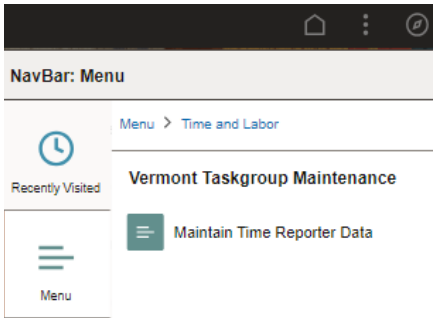 NavBar: Menu
Menu > Time and Labor
Recently Visited
Vermont Taskgroup Maintenance
Maintain Time Reporter Data
Menu